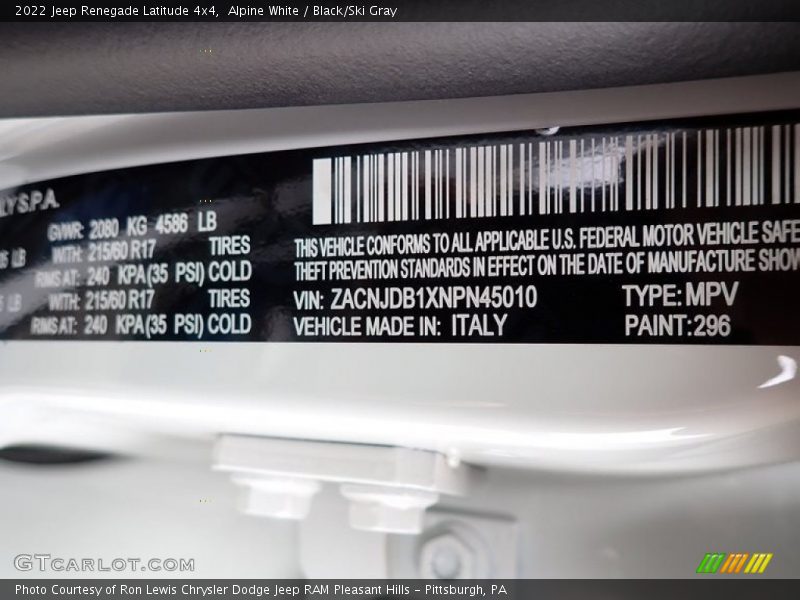 2022 Jeep Renegade Latitude 4x4,  Alpine White / Black/Ski Gray
LY S.P.A.
GVWR: 2080 KG 4586 LB
LB WITH: 215/60 R17 TIRES
RIMS AT: 240 KPA(35 PSI) COLD
LB WITH: 215/60 R17 TIRES
RIMS AT: 240 KPA(35 PSI) COLD
THIS VEHICLE CONFORMS TO ALL APPLICABLE U.S. FEDERAL MOTOR VEHICLE SAFE
THEFT PREVENTION STANDARDS IN EFFECT ON THE DATE OF MANUFACTURE SHOW
VIN: ZACNJDB1XNPN45010 TYPE: MPV
VEHICLE MADE IN: ITALY PAINT:296
GTCARLOT.COM
Photo Courtesy of Ron Lewis Chrysler Dodge Jeep RAM Pleasant Hills - Pittsburgh, PA